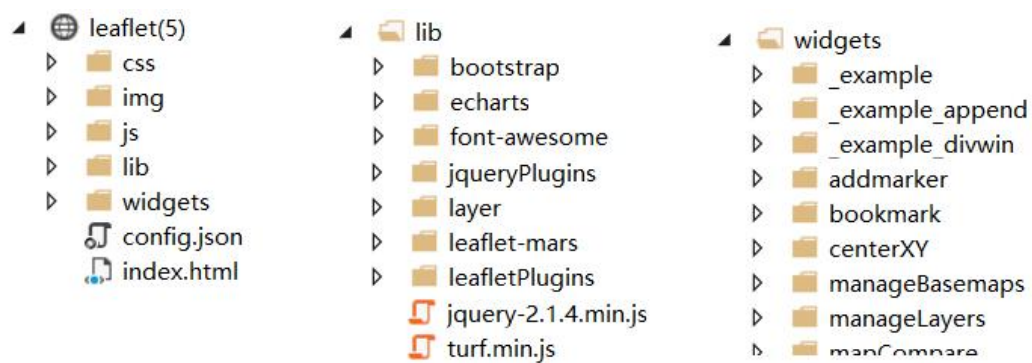 leaflet(5)
css
img
js
lib
widgets
config.json
index.html
lib
bootstrap
echarts
font-awesome
jqueryPlugins
layer
leaflet-mars
leafletPlugins
jquery-2.1.4.min.js
turf.min.js
widgets
_example
_example_append
_example_divwin
addmarker
bookmark
centerXY
manageBasemaps
manageLayers
mapCompare